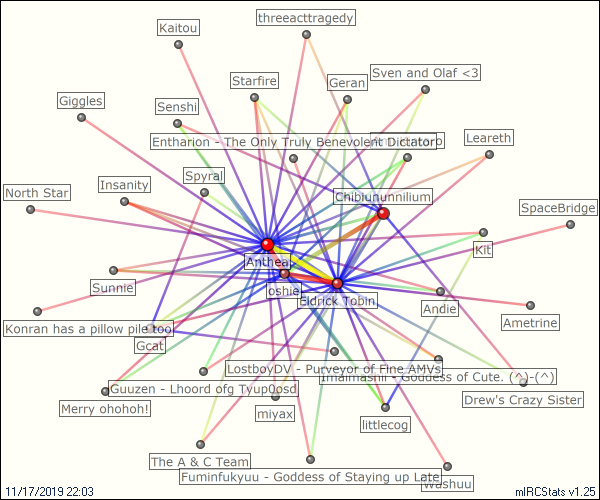 threeacttragedy
Kaitou
Sven and Olaf <3
Starfire
Geran
Giggles
Senshi
Leareth
Entharion - The Only Truly Benevolent Dictator
Spyral
Insanity
North Star
Chibiununnilium
SpaceBridge
Kit
Anthea
Sunnie
oshie
Eldrick Tobin
Andie
Ametrine
Konran has a pillow pile too
Gcat
LostboyDV - Purveyor of Fine AMVs
- Goddess of Cute. (^)-(^)
Guuzen - Lhoord ofg Tyup0osd
Drew's Crazy Sister
Merry ohohoh!
miyax
littlecog
The A & C Team
Fuminfukyuu - Goddess of Staying up Late
Washuu
11/17/2019 22:03
mIRCStats v1.25